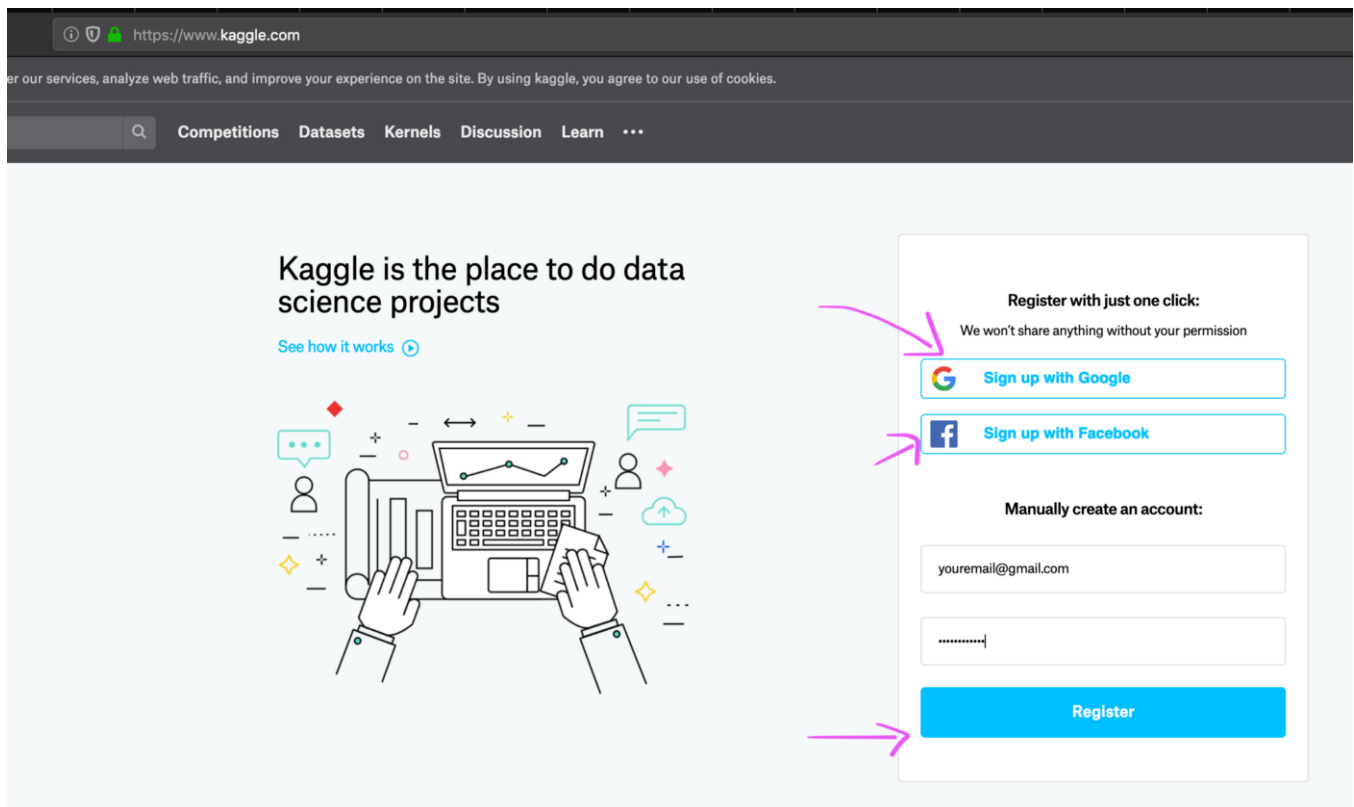 https://www.kaggle.com
er our services, analyze web traffic, and improve your experience on the site. By using kaggle, you agree to our use of cookies.
Competitions Datasets Kernels Discussion Learn •••
Kaggle is the place to do data
science projects
See how it works
Register with just one click:
We won't share anything without your permission
Sign up with Google
Sign up with Facebook
Manually create an account:
youremail@gmail.com
••••••••••••
Register